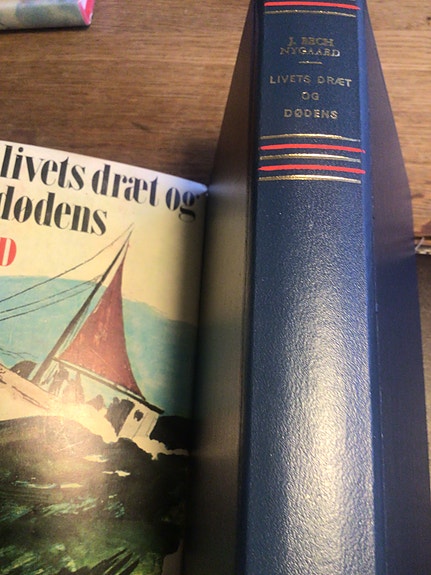 livets dræt og
dødens
D
J. BECH
NYGAARD
LIVETS DRÆT
OG
DØDENS